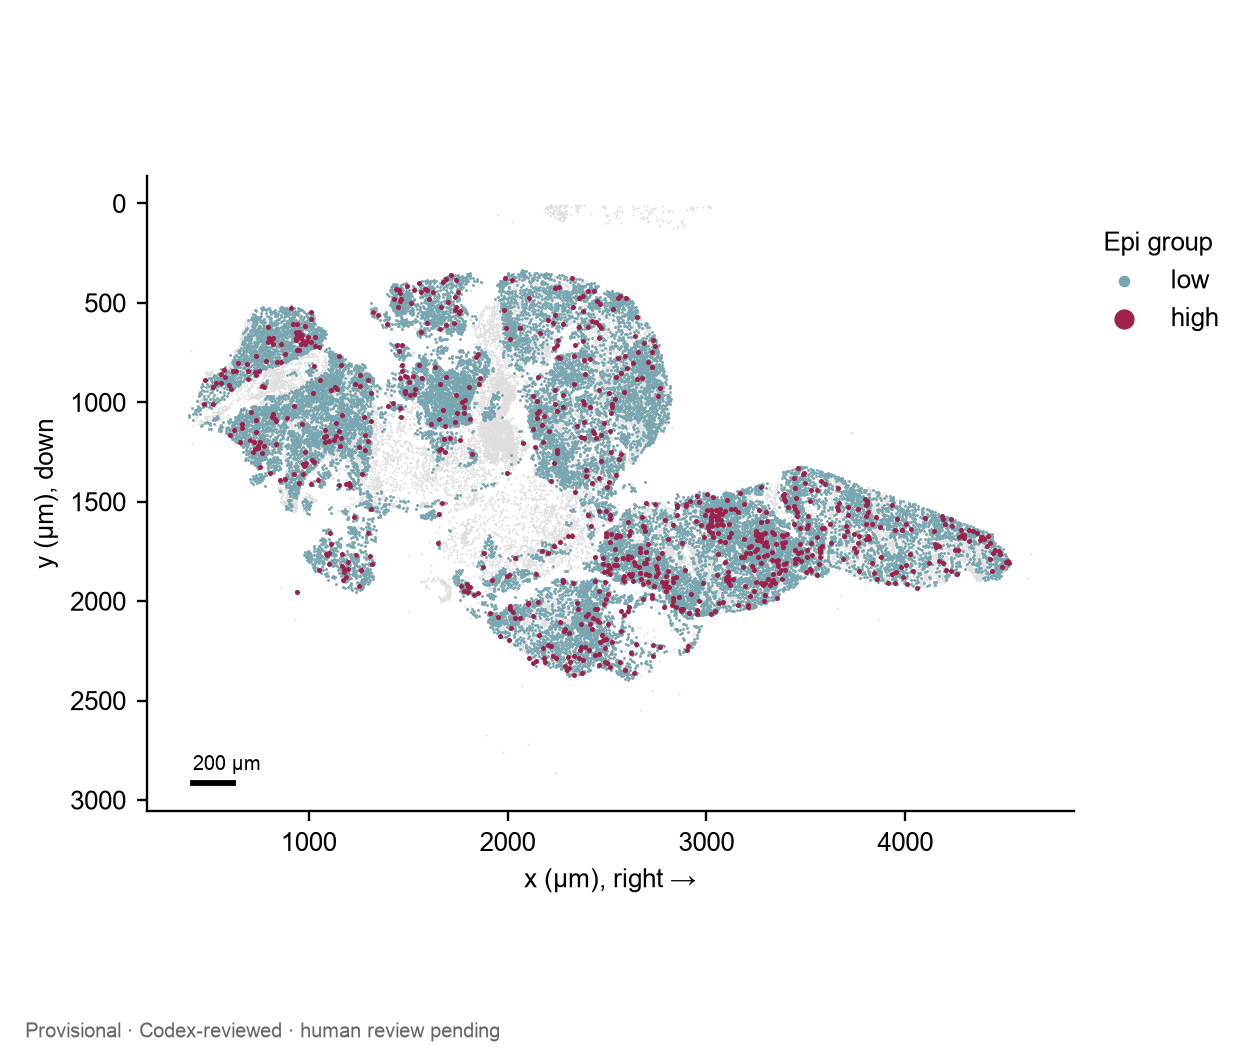 0
500
1000
1500
2000
2500
3000
y (μm), down
200 μm
1000
2000
3000
4000
x (μm), right →
Epi group
low
high
Provisional · Codex-reviewed · human review pending